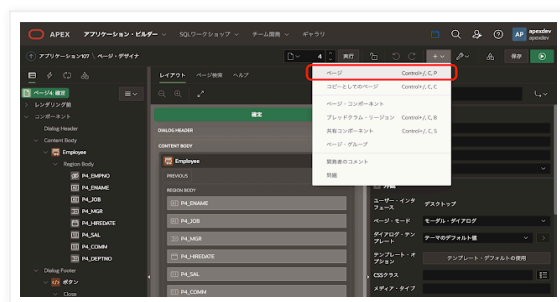 APEX アプリケーション・ビルダー SQLワークショップ チーム開発 ギャラリ AP apexdev apexdev
アプリケーション107 \ ページ・デザイナ 4 実行 保存
レイアウト ページ検索 ヘルプ
ページ4: 確定
レンダリング前
コンポーネント
Dialog Header
Content Body
Employee
Region Body
P4_EMPNO
P4_ENAME
P4_JOB
P4_MGR
P4_HIREDATE
P4_SAL
P4_COMM
P4_DEPTNO
Dialog Footer
ボタン
Close
確定
DIALOG HEADER
CONTENT BODY
Employee
PREVIOUS
REGION BODY
P4_ENAME
P4_JOB
P4_MGR
P4_HIREDATE
P4_SAL
P4_COMM
ページ Control+/, C, P
コピーとしてのページ Control+/, C, C
ページ・コンポーネント
ブレッドクラム・リージョン Control+/, C, B
共有コンポーネント Control+/, C, S
ページ・グループ
開発者のコメント
問題
外観
ユーザー・インタフェース デスクトップ
ページ・モード モーダル・ダイアログ
ダイアログ・テンプレート テーマのデフォルト値
テンプレート・オプション テンプレート・デフォルトの使用
CSSクラス
メディア・タイプ